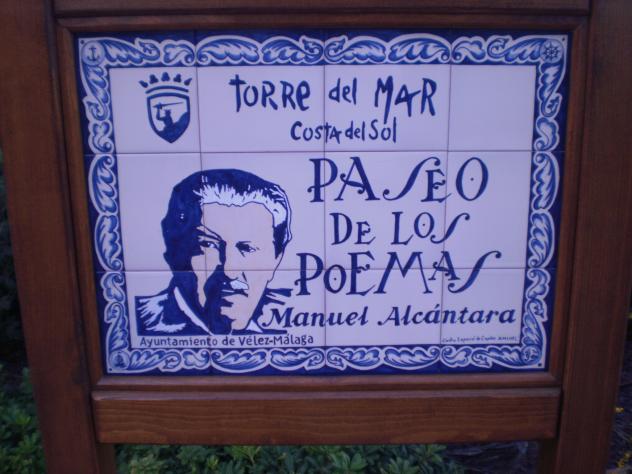 Torre del Mar
Costa del Sol
Paseo
de los
Poemas
Manuel Alcántara
Ayuntamiento de Vélez-Málaga